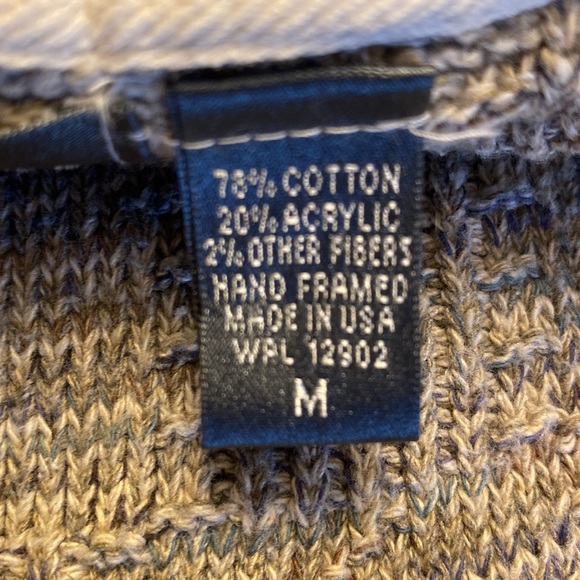 78% COTTON
20% ACRYLIC
2% OTHER FIBERS
HAND FRAMED
MADE IN USA
WPL 12902
M